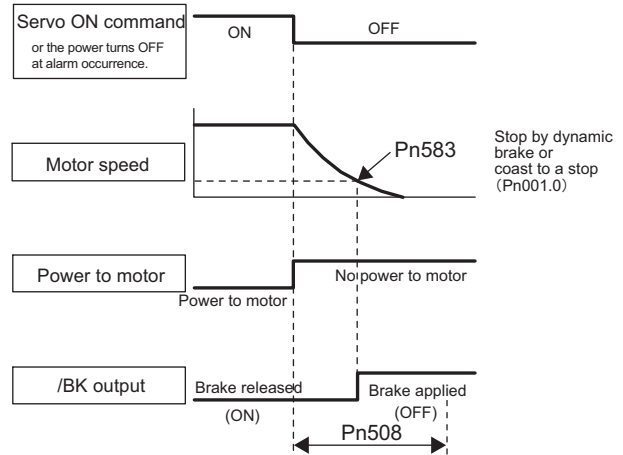 Servo ON command
or the power turns OFF
at alarm occurrence.
ON
OFF
Motor speed
Pn583
Stop by dynamic
brake or
coast to a stop
(Pn001.0)
Power to motor
Power to motor
No power to motor
/BK output
Brake released
(ON)
Brake applied
(OFF)
Pn508